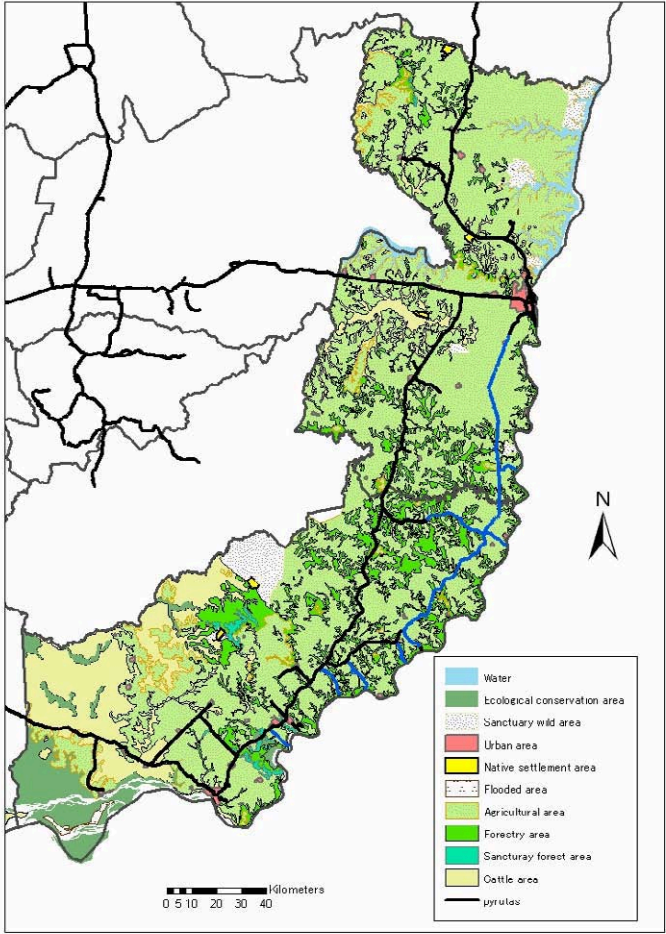 N
Water
Ecological conservation area
Sanctuary wild area
Urban area
Native settlement area
Flooded area
Agricultural area
Forestry area
Sancturay forest area
Cattle area
pyrutas
Kilometers
0 5 10 20 30 40